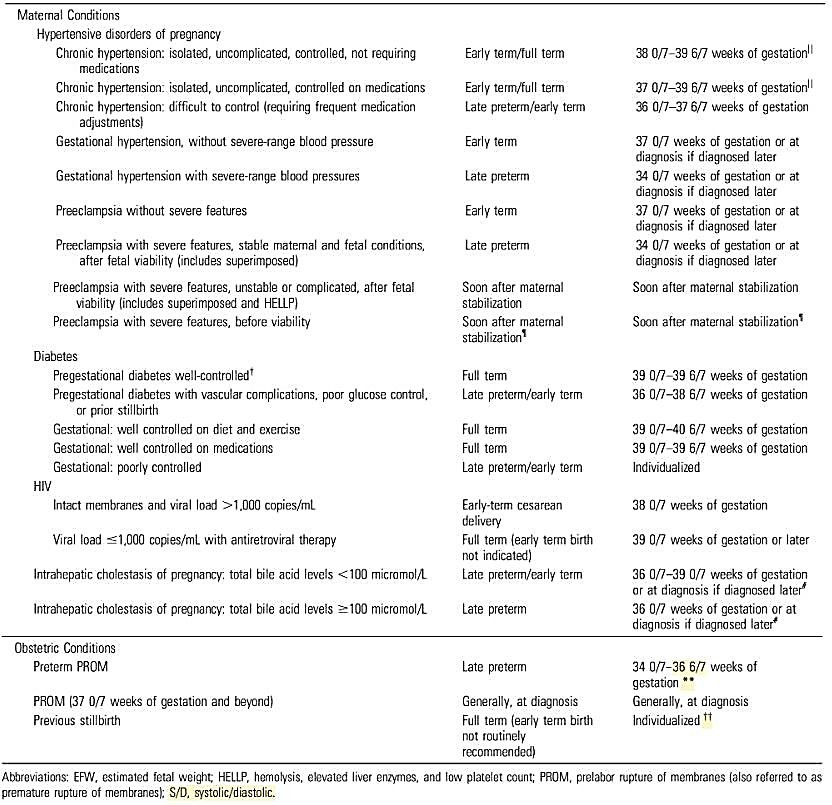 Maternal Conditions
Hypertensive disorders of pregnancy
Chronic hypertension: isolated, uncomplicated, controlled, not requiring medications Early term/full term 38 0/7–39 6/7 weeks of gestation||
Chronic hypertension: isolated, uncomplicated, controlled on medications Early term/full term 37 0/7–39 6/7 weeks of gestation||
Chronic hypertension: difficult to control (requiring frequent medication adjustments) Late preterm/early term 36 0/7–37 6/7 weeks of gestation
Gestational hypertension, without severe-range blood pressure Early term 37 0/7 weeks of gestation or at diagnosis if diagnosed later
Gestational hypertension with severe-range blood pressures Late preterm 34 0/7 weeks of gestation or at diagnosis if diagnosed later
Preeclampsia without severe features Early term 37 0/7 weeks of gestation or at diagnosis if diagnosed later
Preeclampsia with severe features, stable maternal and fetal conditions, after fetal viability (includes superimposed) Late preterm 34 0/7 weeks of gestation or at diagnosis if diagnosed later
Preeclampsia with severe features, unstable or complicated, after fetal viability (includes superimposed and HELLP) Soon after maternal stabilization Soon after maternal stabilization
Preeclampsia with severe features, before viability Soon after maternal stabilization¶ Soon after maternal stabilization¶
Diabetes
Pregestational diabetes well-controlled† Full term 39 0/7–39 6/7 weeks of gestation
Pregestational diabetes with vascular complications, poor glucose control, or prior stillbirth Late preterm/early term 36 0/7–38 6/7 weeks of gestation
Gestational: well controlled on diet and exercise Full term 39 0/7–40 6/7 weeks of gestation
Gestational: well controlled on medications Full term 39 0/7–39 6/7 weeks of gestation
Gestational: poorly controlled Late preterm/early term Individualized
HIV
Intact membranes and viral load >1,000 copies/mL Early-term cesarean delivery 38 0/7 weeks of gestation
Viral load ≤1,000 copies/mL with antiretroviral therapy Full term (early term birth not indicated) 39 0/7 weeks of gestation or later
Intrahepatic cholestasis of pregnancy: total bile acid levels <100 micromol/L Late preterm/early term 36 0/7–39 0/7 weeks of gestation or at diagnosis if diagnosed later#
Intrahepatic cholestasis of pregnancy: total bile acid levels ≥100 micromol/L Late preterm 36 0/7 weeks of gestation or at diagnosis if diagnosed later#
Obstetric Conditions
Preterm PROM Late preterm 34 0/7–36 6/7 weeks of gestation **
PROM (37 0/7 weeks of gestation and beyond) Generally, at diagnosis Generally, at diagnosis
Previous stillbirth Full term (early term birth not routinely recommended) Individualized ††
Abbreviations: EFW, estimated fetal weight; HELLP, hemolysis, elevated liver enzymes, and low platelet count; PROM, prelabor rupture of membranes (also referred to as
premature rupture of membranes); S/D, systolic/diastolic.